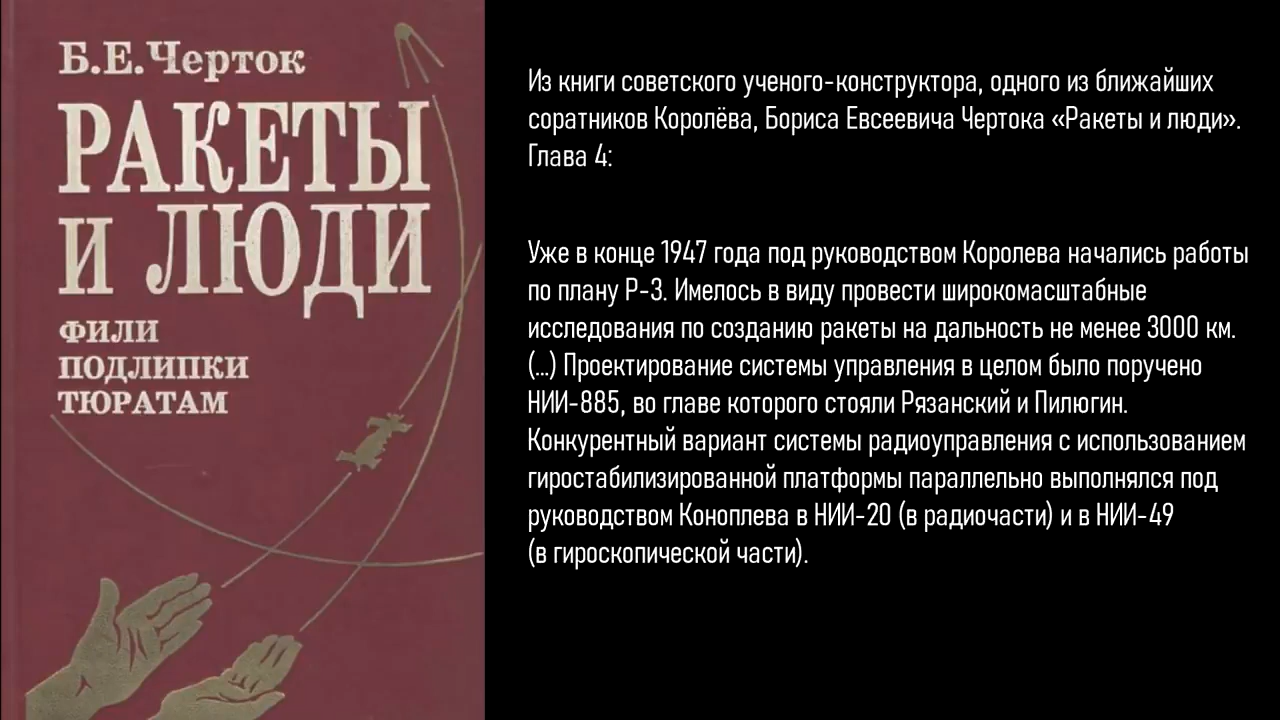 Б.Е.Черток
РАКЕТЫ
И ЛЮДИ
ФИЛИ
ПОДЛИПКИ
ТЮРАТАМ
Из книги советского ученого-конструктора, одного из ближайших
соратников Королёва, Бориса Евсеевича Чертока «Ракеты и люди».
Глава 4:
Уже в конце 1947 года под руководством Королева начались работы
по плану Р-3. Имелось в виду провести широкомасштабные
исследования по созданию ракеты на дальность не менее 3000 км.
(...) Проектирование системы управления в целом было поручено
НИИ-885, во главе которого стояли Рязанский и Пилюгин.
Конкурентный вариант системы радиоуправления с использованием
гиростабилизированной платформы параллельно выполнялся под
руководством Коноплева в НИИ-20 (в радиочасти) и в НИИ-49
(в гироскопической части).